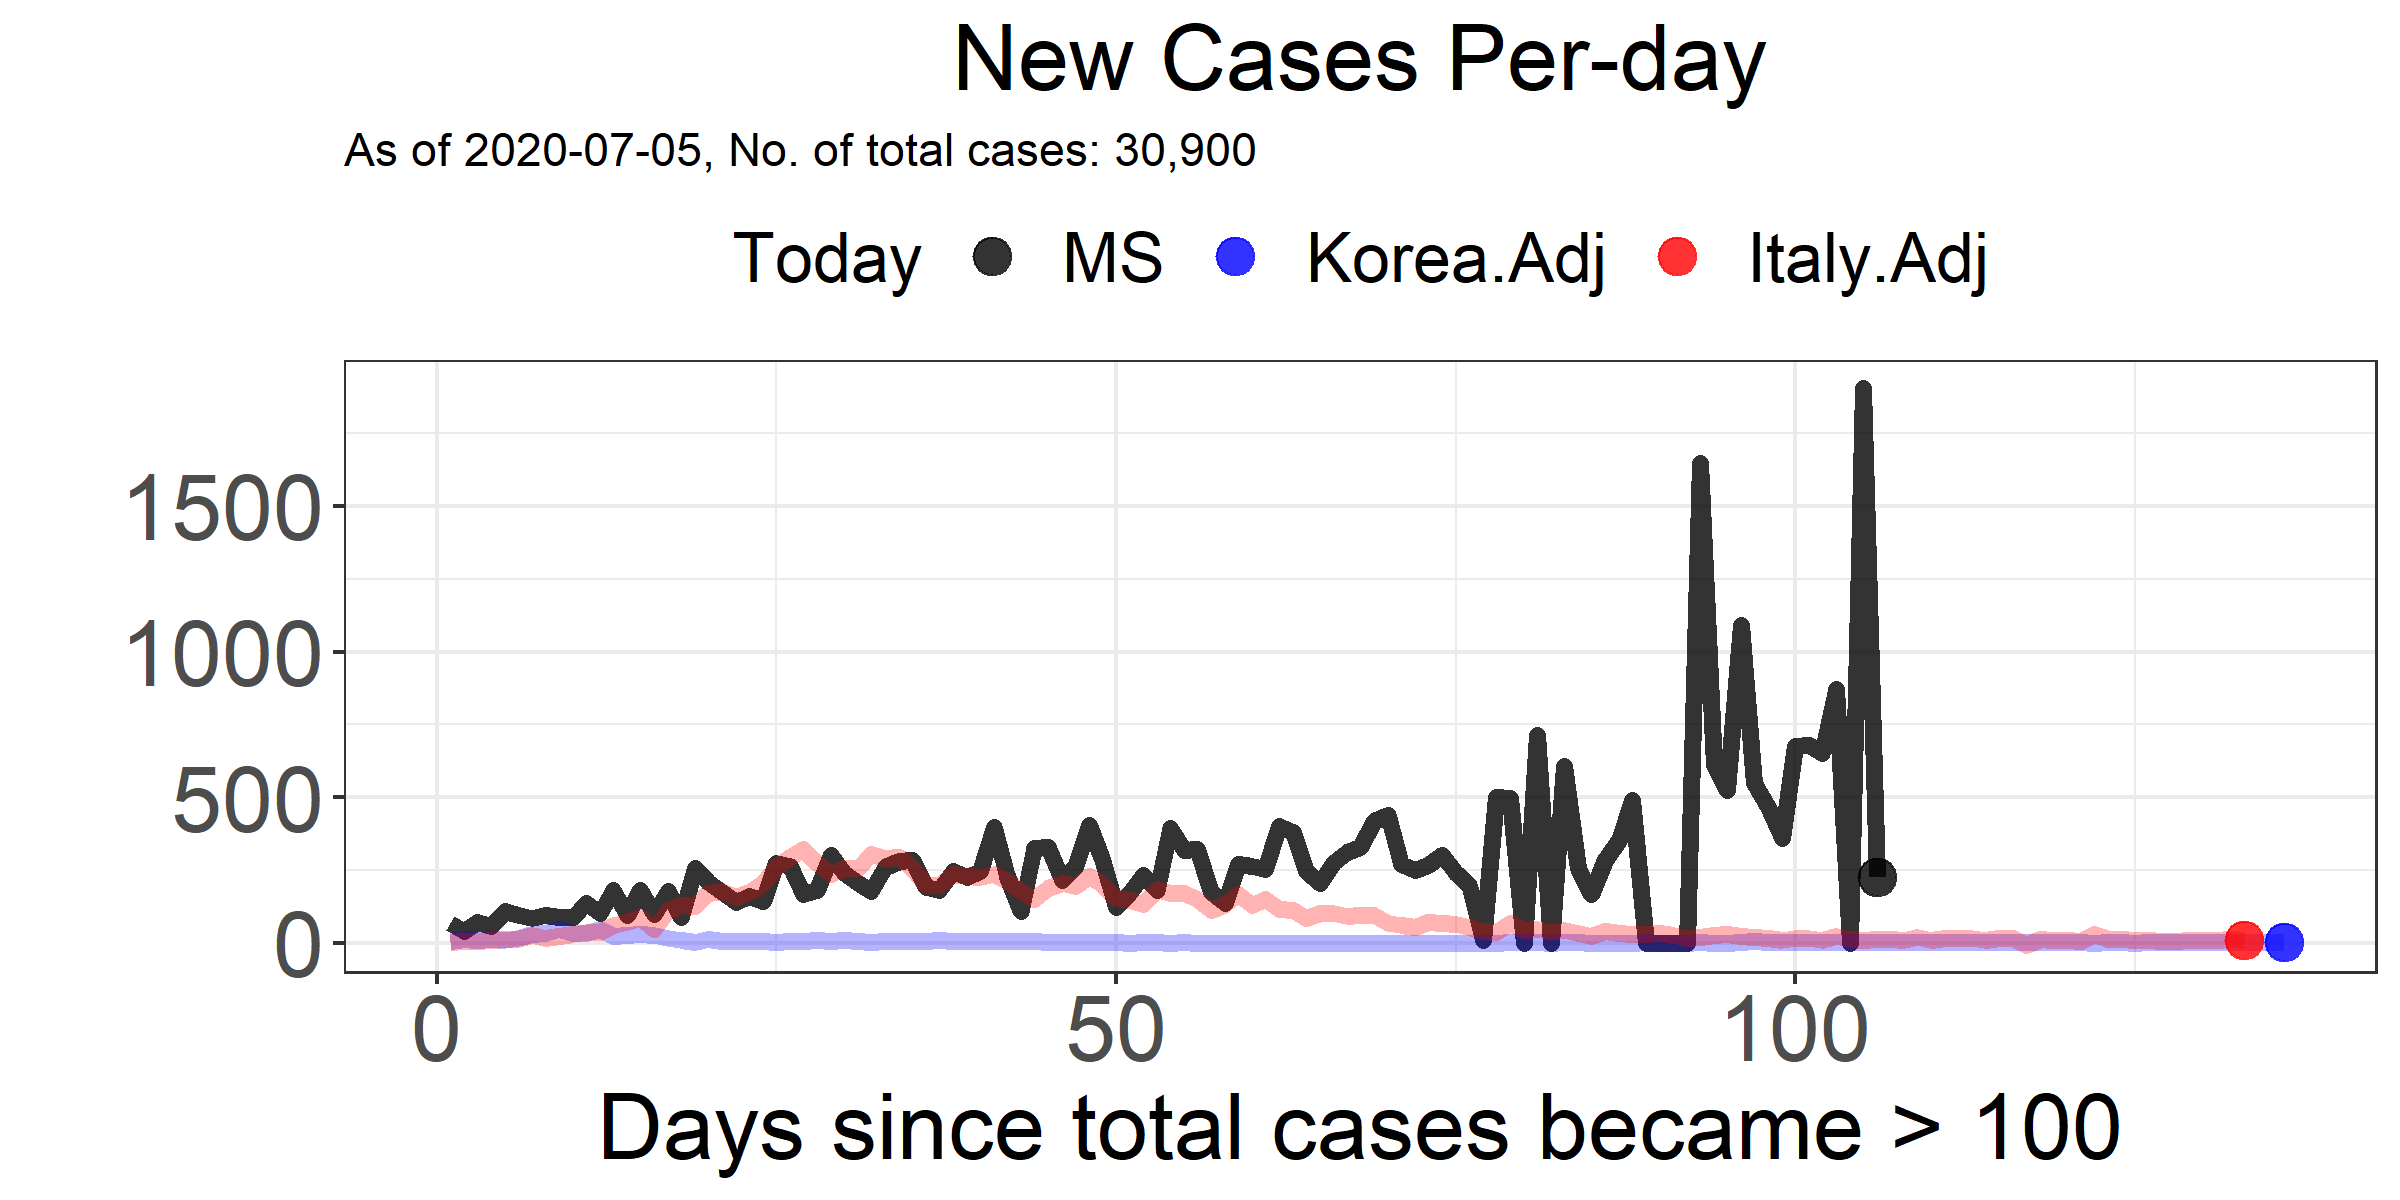 New Cases Per-day
As of 2020-07-05, No. of total cases: 30,900
Today MS Korea.Adj Italy.Adj
1500
1000
500
0
0 50 100
Days since total cases became > 100